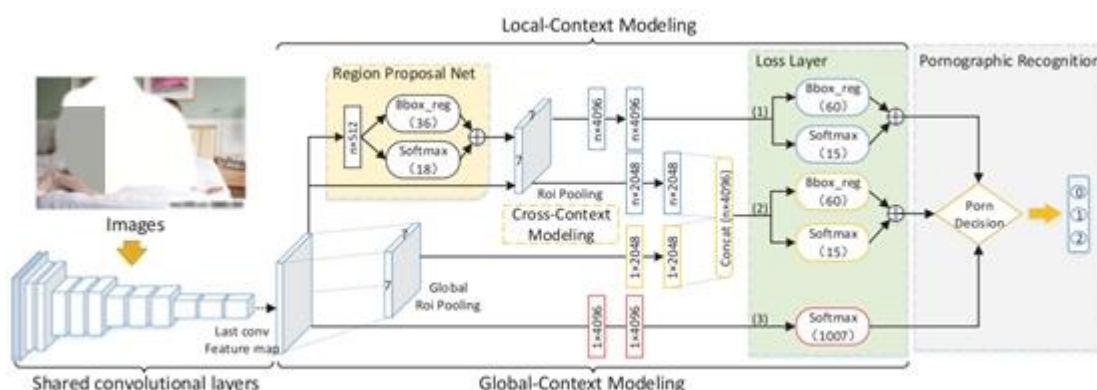 Local-Context Modeling
Region Proposal Net
Loss Layer
Pornographic Recognition
n×512
Bbox_reg
(36)
Softmax
(18)
7
7
n×4096
n×4096
(1)
Bbox_reg
(60)
Softmax
(15)
Roi Pooling
n×2048
n×2048
Cross-Context
Modeling
Concat (n×4096)
(2)
Bbox_reg
(60)
Softmax
(15)
Porn
Decision
0
1
2
Images
7
7
Global
Roi Pooling
1×2048
1×2048
Last conv
Feature map
1×4096
1×4096
(3)
Softmax
(1007)
Shared convolutional layers
Global-Context Modeling